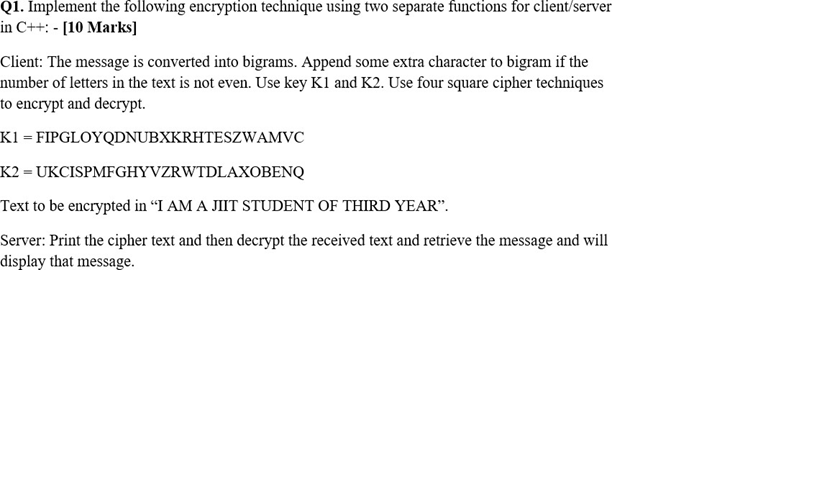 Q1. Implement the following encryption technique using two separate functions for client/server
in C++: - [10 Marks]
Client: The message is converted into bigrams. Append some extra character to bigram if the
number of letters in the text is not even. Use key K1 and K2. Use four square cipher techniques
to encrypt and decrypt.
K1 = FIPGLOYQDNUBXKRHTESZWAMVC
K2 = UKCISPMFGHYVZRWTDLAXOBENQ
Text to be encrypted in “I AM A JIIT STUDENT OF THIRD YEAR”.
Server: Print the cipher text and then decrypt the received text and retrieve the message and will
display that message.